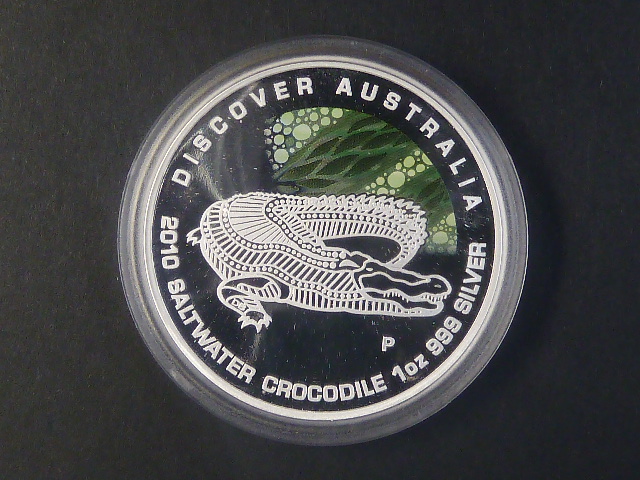 DISCOVER AUSTRALIA
P
2010 SALTWATER CROCODILE 1oz 999 SILVER